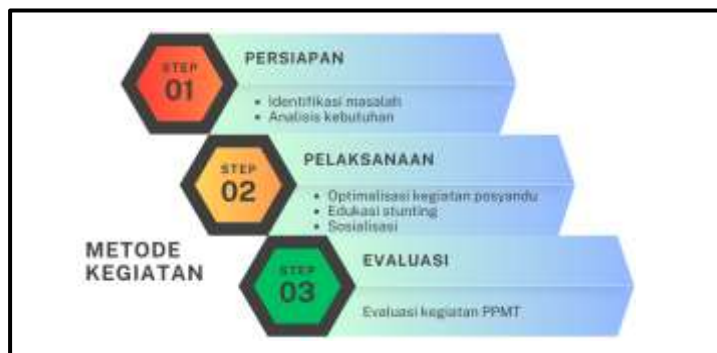 STEP
01
PERSIAPAN
• Identifikasi masalah
• Analisis kebutuhan
STEP
02
PELAKSANAAN
• Optimalisasi kegiatan posyandu
• Edukasi stunting
• Sosialisasi
METODE
KEGIATAN
STEP
03
EVALUASI
Evaluasi kegiatan PPMT